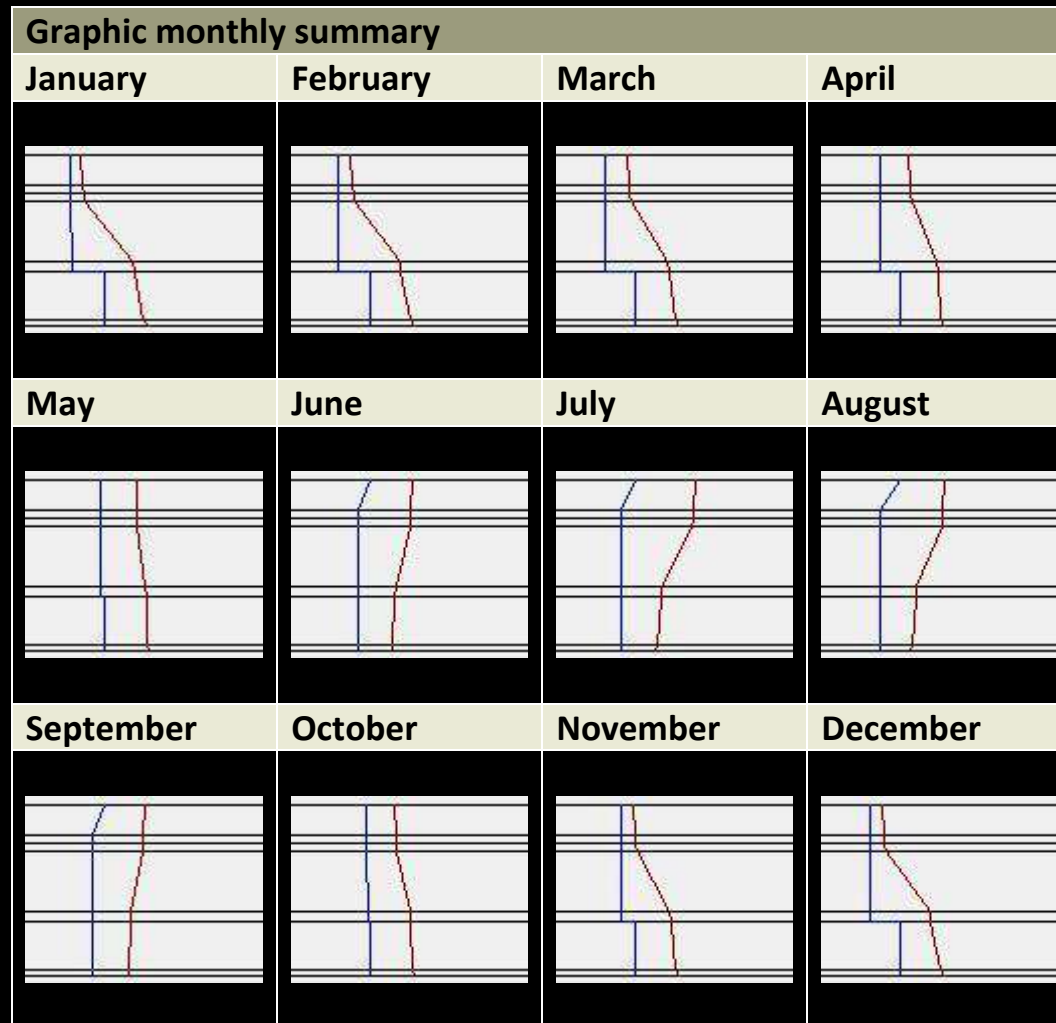 Graphic monthly summary
January February March April
May June July August
September October November December